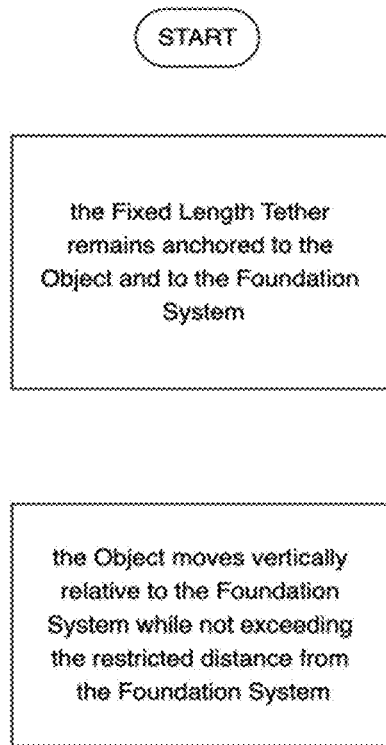 START
the Fixed Length Tether
remains anchored to the
Object and to the Foundation
System
the Object moves vertically
relative to the Foundation
System while not exceeding
the restricted distance from
the Foundation System